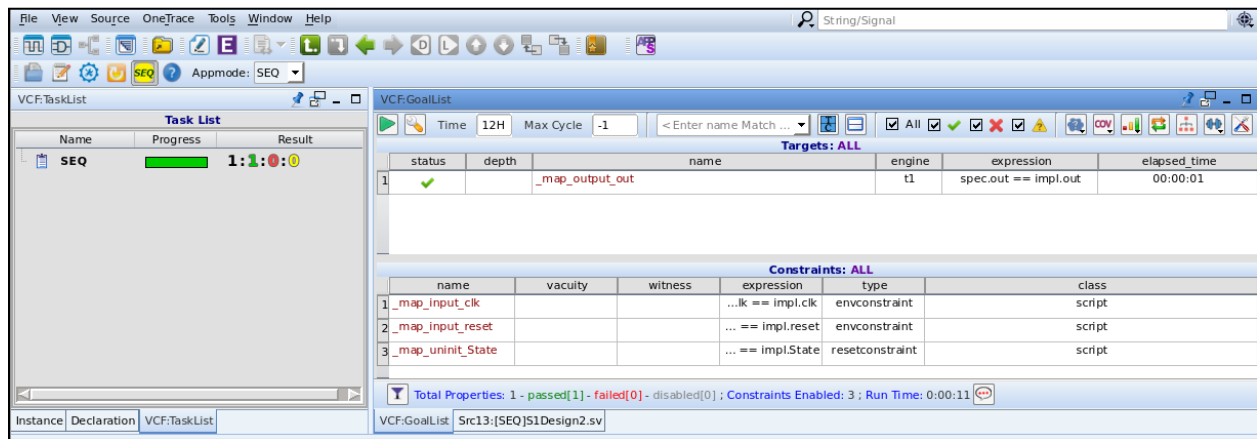 File View Source OneTrace Tools Window Help
String/Signal
E
D L
SEQ ? Appmode: SEQ
VCF:TaskList
VCF:GoalList
Task List
Name Progress Result
SEQ 1:1:0:0
Time 12H Max Cycle -1 <Enter name Match ... All
COV
Targets: ALL
status depth name engine expression elapsed_time
1 _map_output_out t1 spec.out == impl.out 00:00:01
Constraints: ALL
name vacuity witness expression type class
1 _map_input_clk ...lk == impl.clk envconstraint script
2 _map_input_reset ... == impl.reset envconstraint script
3 _map_uninit_State ... == impl.State resetconstraint script
Total Properties: 1 - passed[1] - failed[0] - disabled[0] ; Constraints Enabled: 3 ; Run Time: 0:00:11
Instance Declaration VCF:TaskList
VCF:GoalList Src13:[SEQ]S1Design2.sv